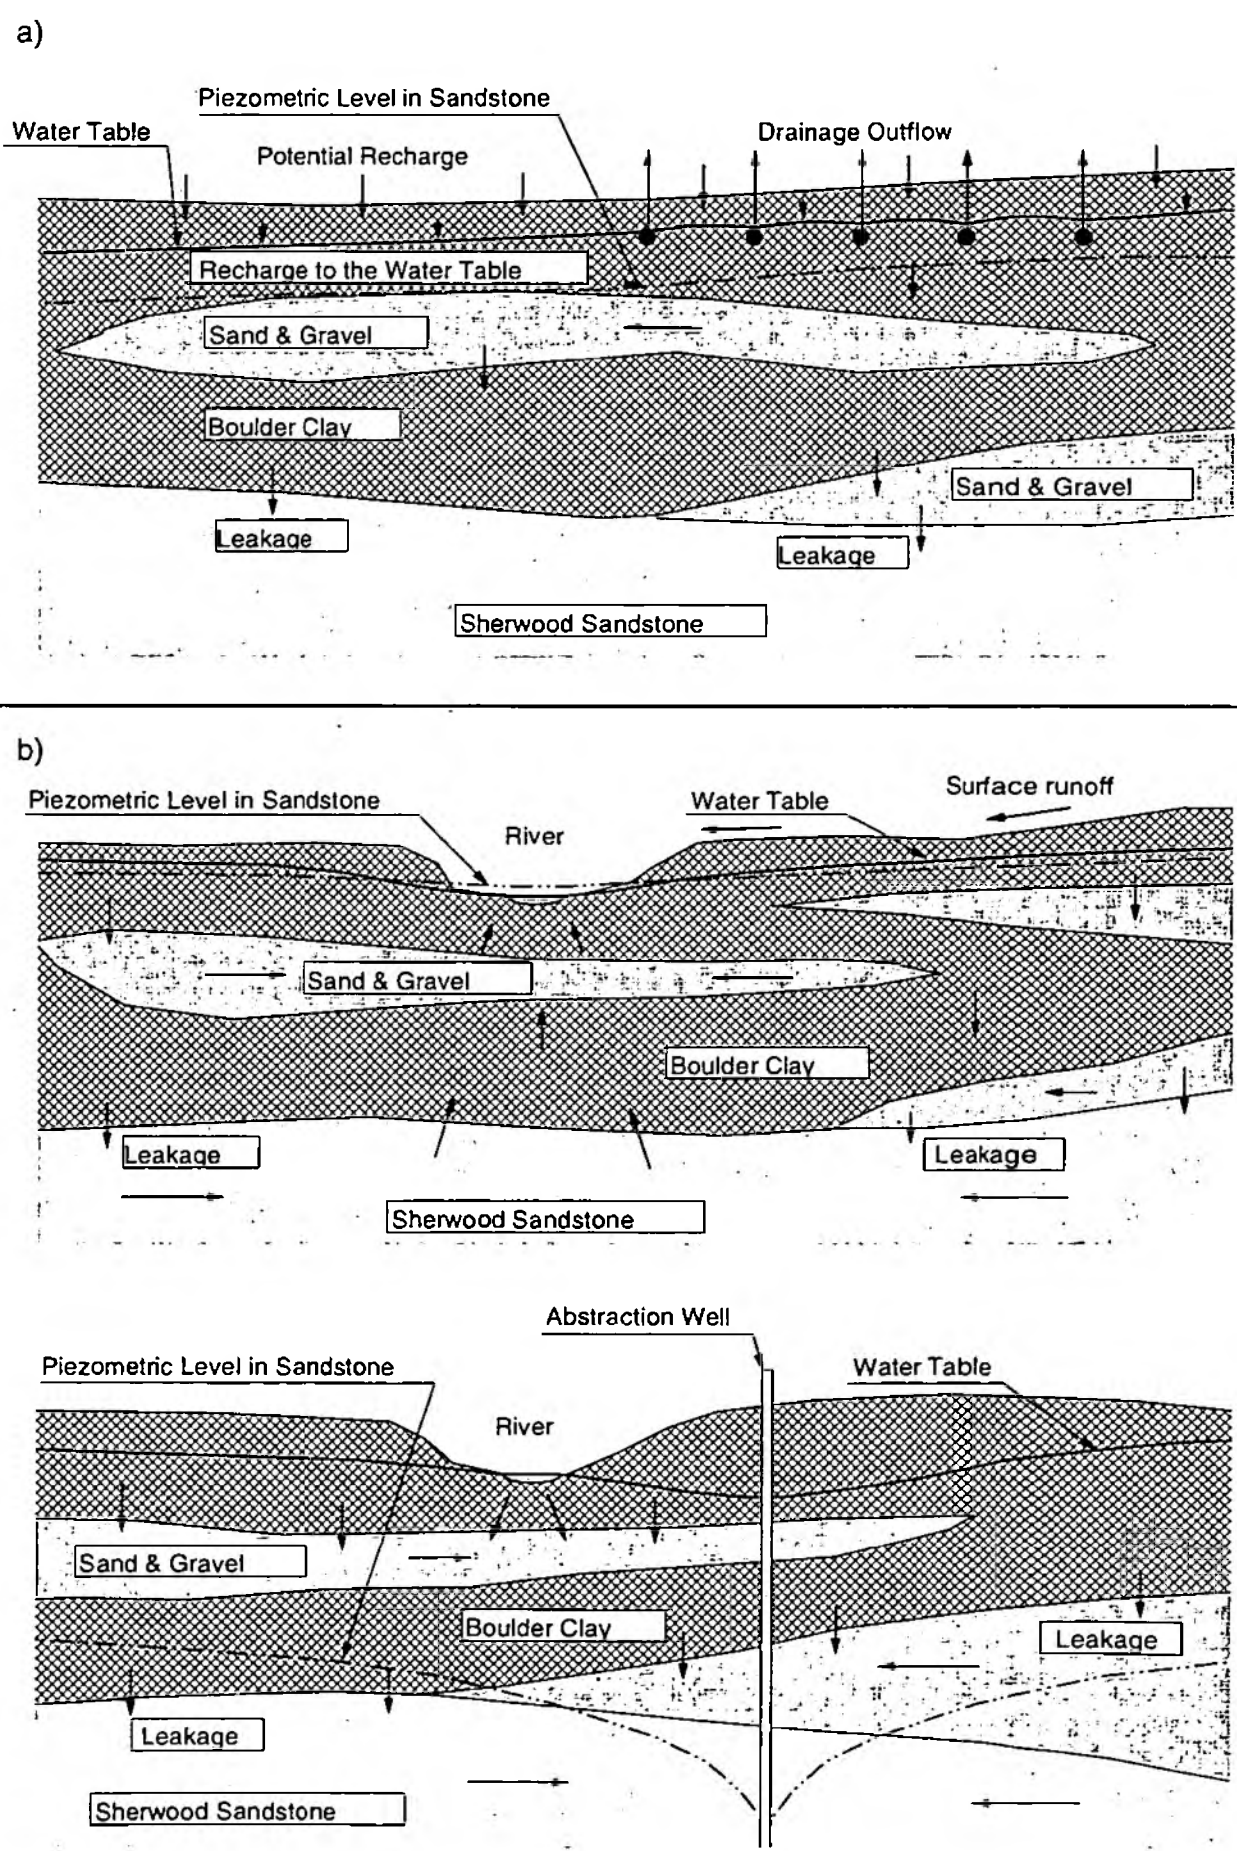 a)
Piezometric Level in Sandstone
Water Table
Drainage Outflow
Potential Recharge
Recharge to the Water Table
Sand & Gravel
Boulder Clay
Sand & Gravel
Leakage
Leakage
Sherwood Sandstone
b)
Surface runoff
Piezometric Level in Sandstone
Water Table
River
Sand & Gravel
Boulder Clay
Leakage
Leakage
Sherwood Sandstone
Abstraction Well
Piezometric Level in Sandstone
Water Table
River
Sand & Gravel
Boulder Clay
Leakage
Leakage
Sherwood Sandstone